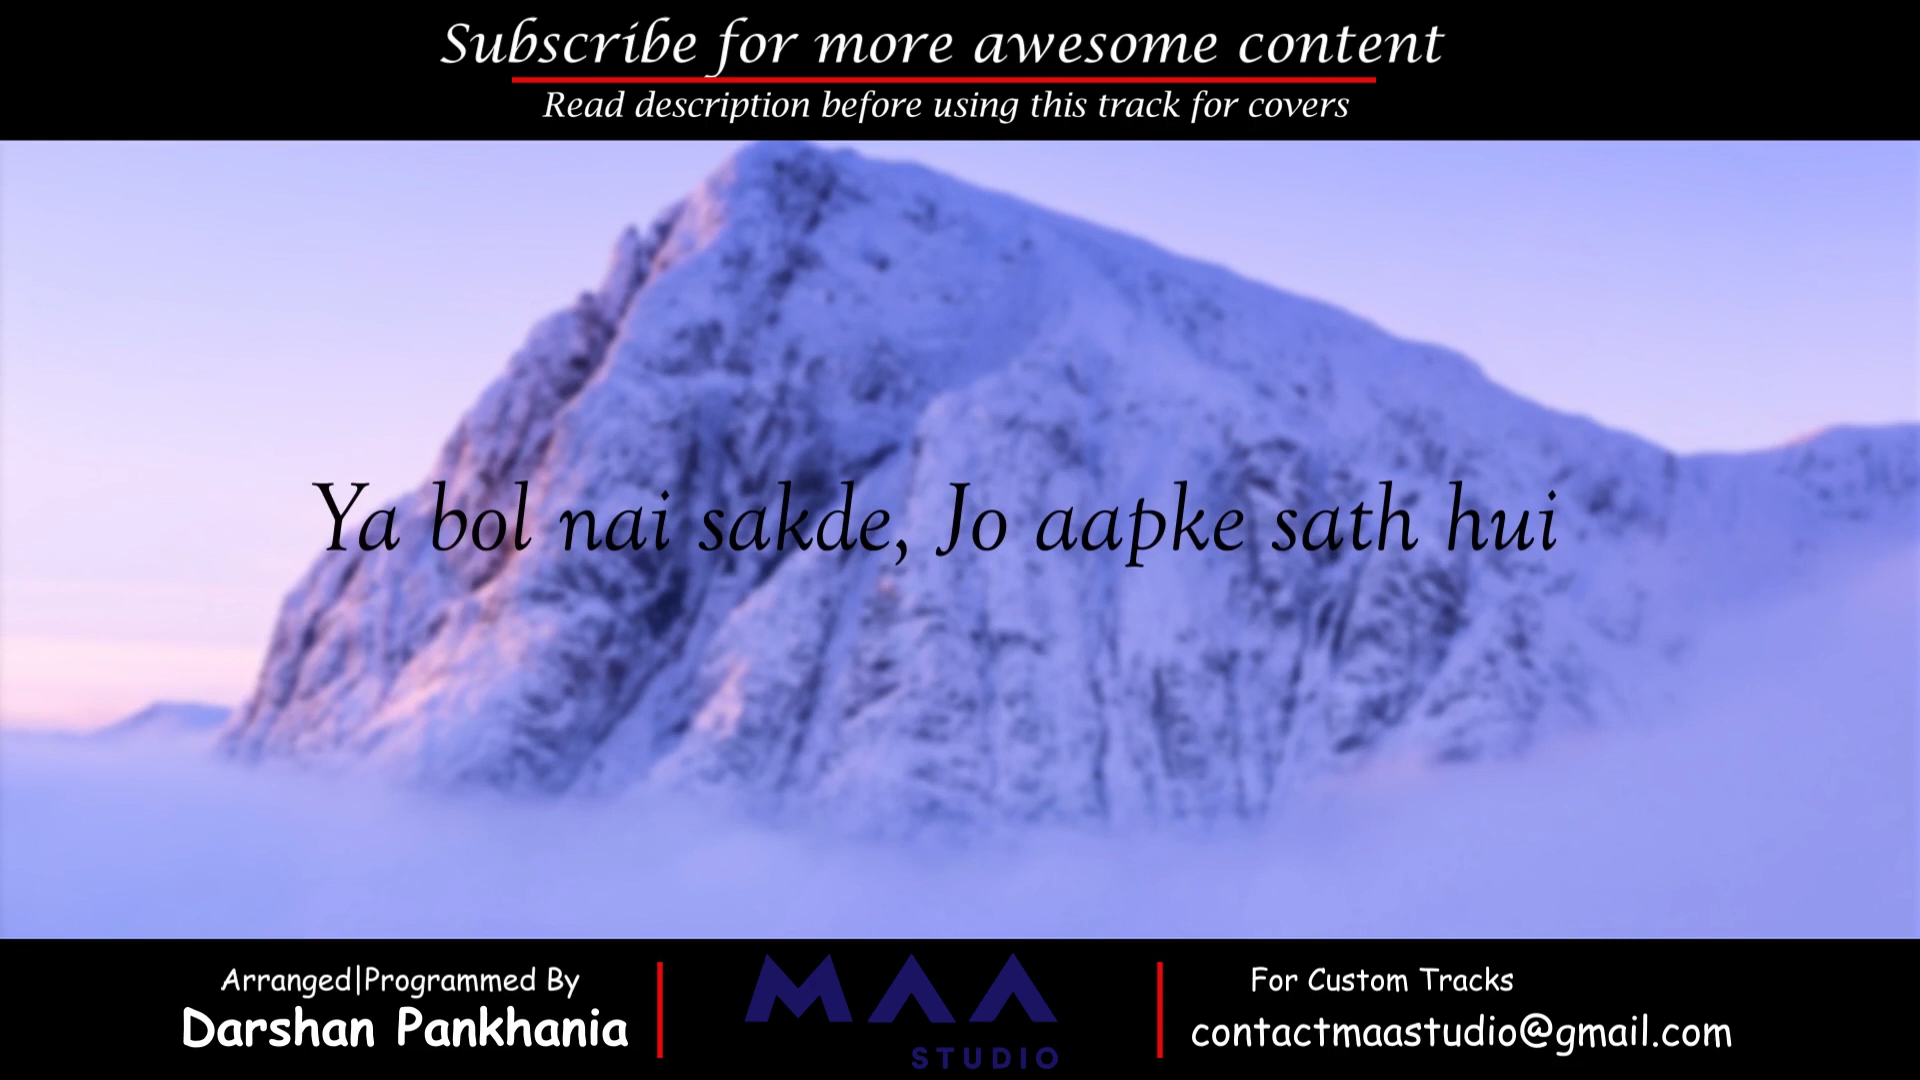 Subscribe for more awesome content
Read description before using this track for covers
Ya bol nai sakde, Jo aapke sath hui
Arranged|Programmed By
Darshan Pankhania
MAA
STUDIO
For Custom Tracks
contactmaastudio@gmail.com